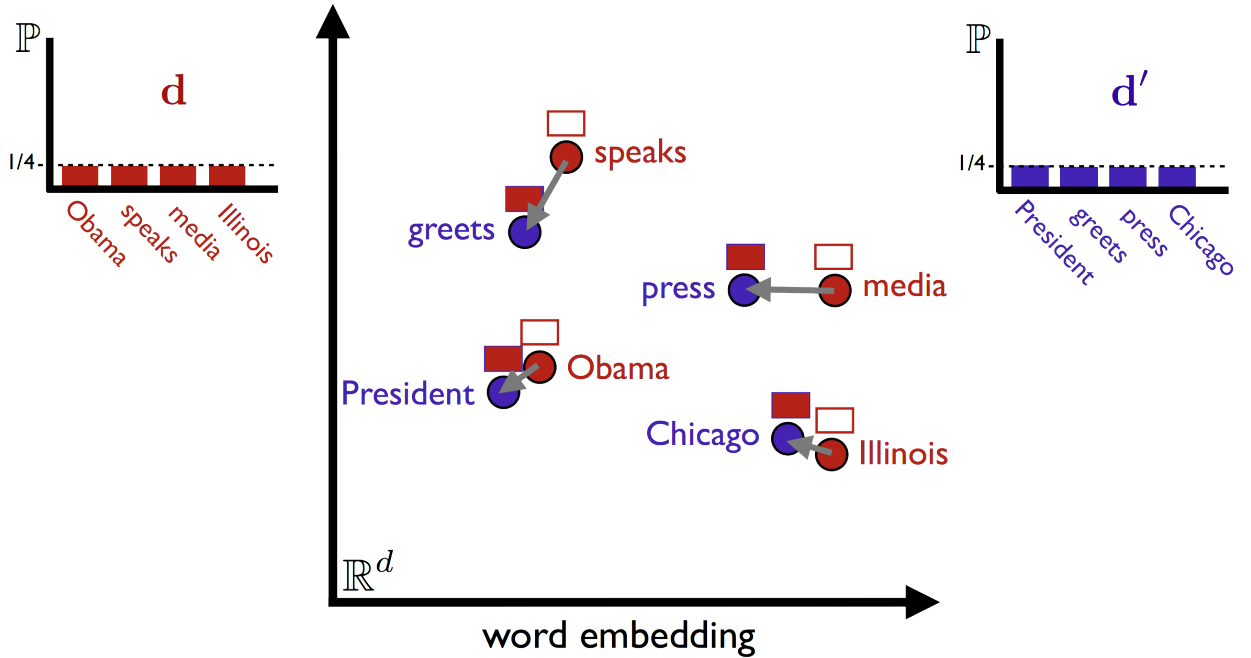 ℙ
d
1/4
Obama
speaks
media
Illinois
speaks
greets
press
media
Obama
President
Chicago
Illinois
ℝᵈ
word embedding
ℙ
d′
1/4
President
greets
press
Chicago